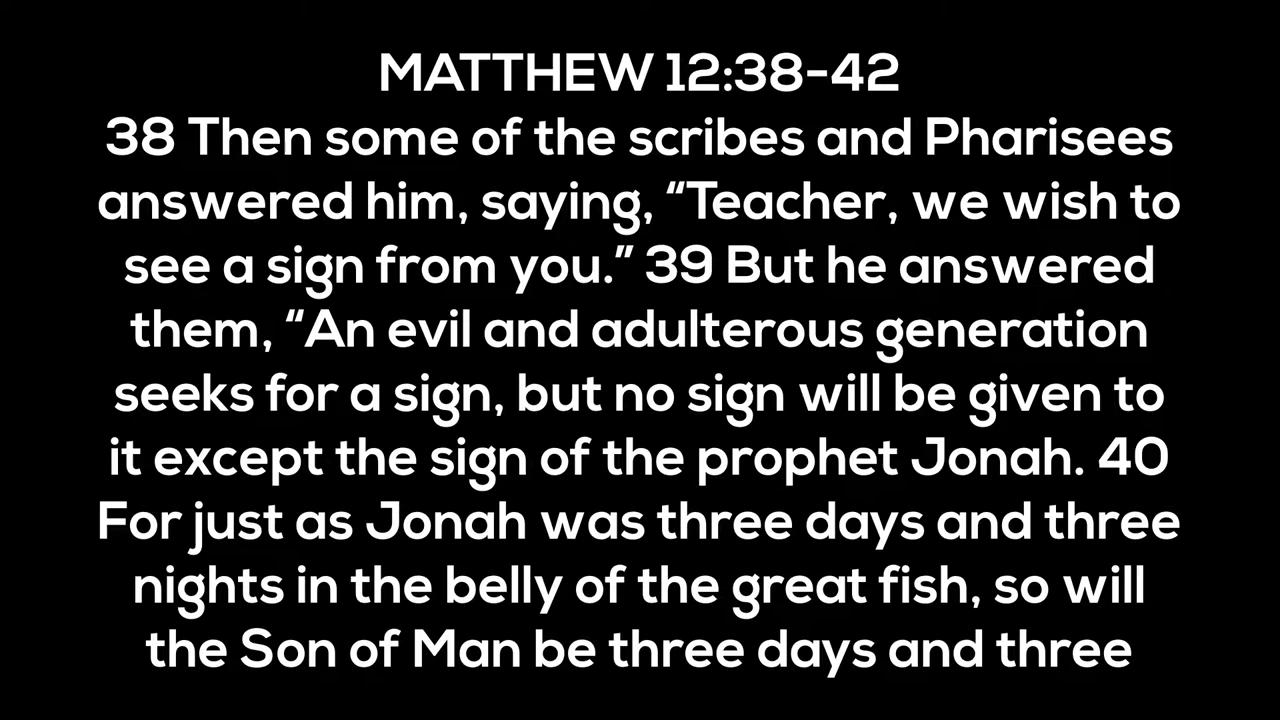 MATTHEW 12:38-42
38 Then some of the scribes and Pharisees
answered him, saying, “Teacher, we wish to
see a sign from you.” 39 But he answered
them, “An evil and adulterous generation
seeks for a sign, but no sign will be given to
it except the sign of the prophet Jonah. 40
For just as Jonah was three days and three
nights in the belly of the great fish, so will
the Son of Man be three days and three